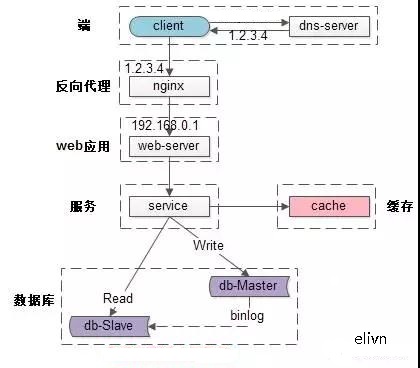 端
client
dns-server
1.2.3.4
1.2.3.4
反向代理
nginx
192.168.0.1
web应用
web-server
服务
service
cache
缓存
Write
数据库
Read
db-Master
binlog
db-Slave
elivn